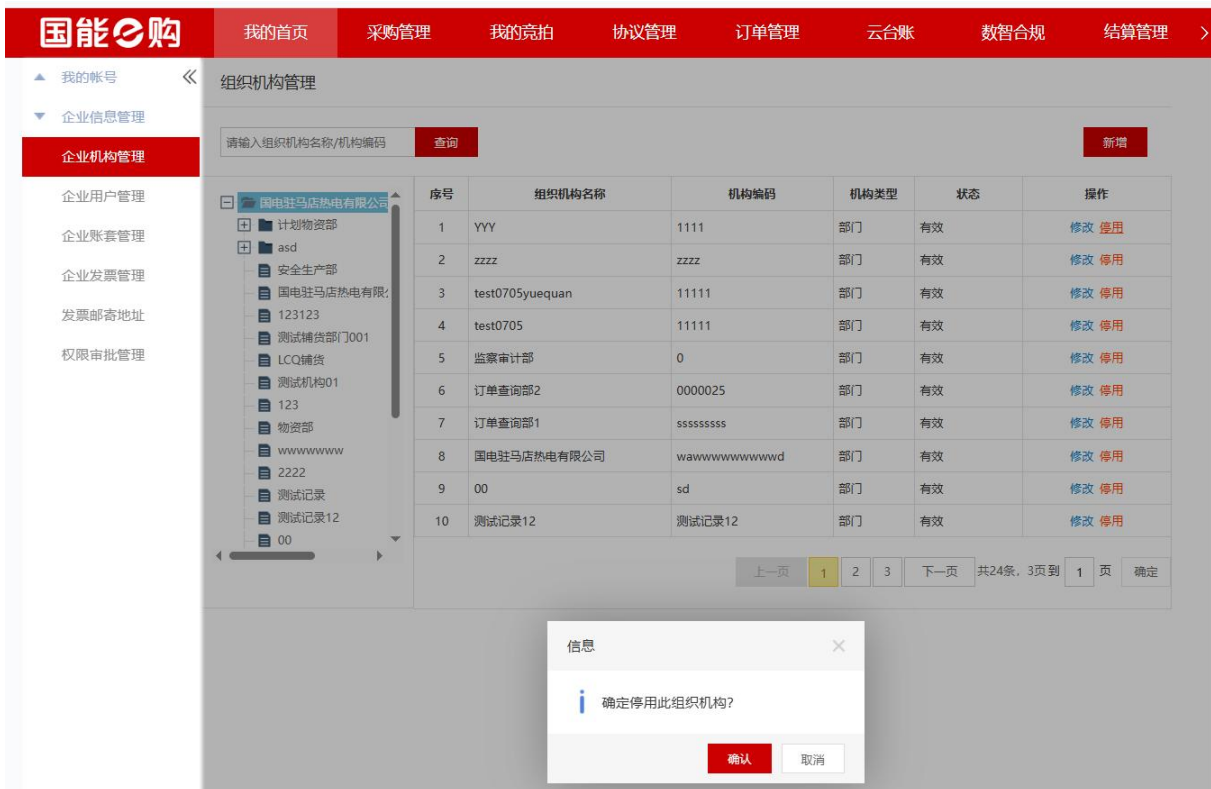 国能e购 我的首页 采购管理 我的竞拍 协议管理 订单管理 云台账 数智合规 结算管理
我的帐号
企业信息管理
企业机构管理
企业用户管理
企业账套管理
企业发票管理
发票邮寄地址
权限审批管理
组织机构管理
请输入组织机构名称/机构编码 查询 新增
国电驻马店热电有限公司
计划物资部
asd
安全生产部
国电驻马店热电有限
123123
测试辅货部门001
LCQ铺货
测试机构01
123
物资部
wwwwwww
2222
测试记录
测试记录12
00
序号 组织机构名称 机构编码 机构类型 状态 操作
1 YYY 1111 部门 有效 修改 停用
2 zzzz zzzz 部门 有效 修改 停用
3 test0705yuequan 11111 部门 有效 修改 停用
4 test0705 11111 部门 有效 修改 停用
5 监察审计部 0 部门 有效 修改 停用
6 订单查询部2 0000025 部门 有效 修改 停用
7 订单查询部1 sssssssss 部门 有效 修改 停用
8 国电驻马店热电有限公司 wawwwwwwwwwd 部门 有效 修改 停用
9 00 sd 部门 有效 修改 停用
10 测试记录12 测试记录12 部门 有效 修改 停用
上一页 1 2 3 下一页 共24条, 3页到 1 页 确定
信息
确定停用此组织机构?
确认 取消